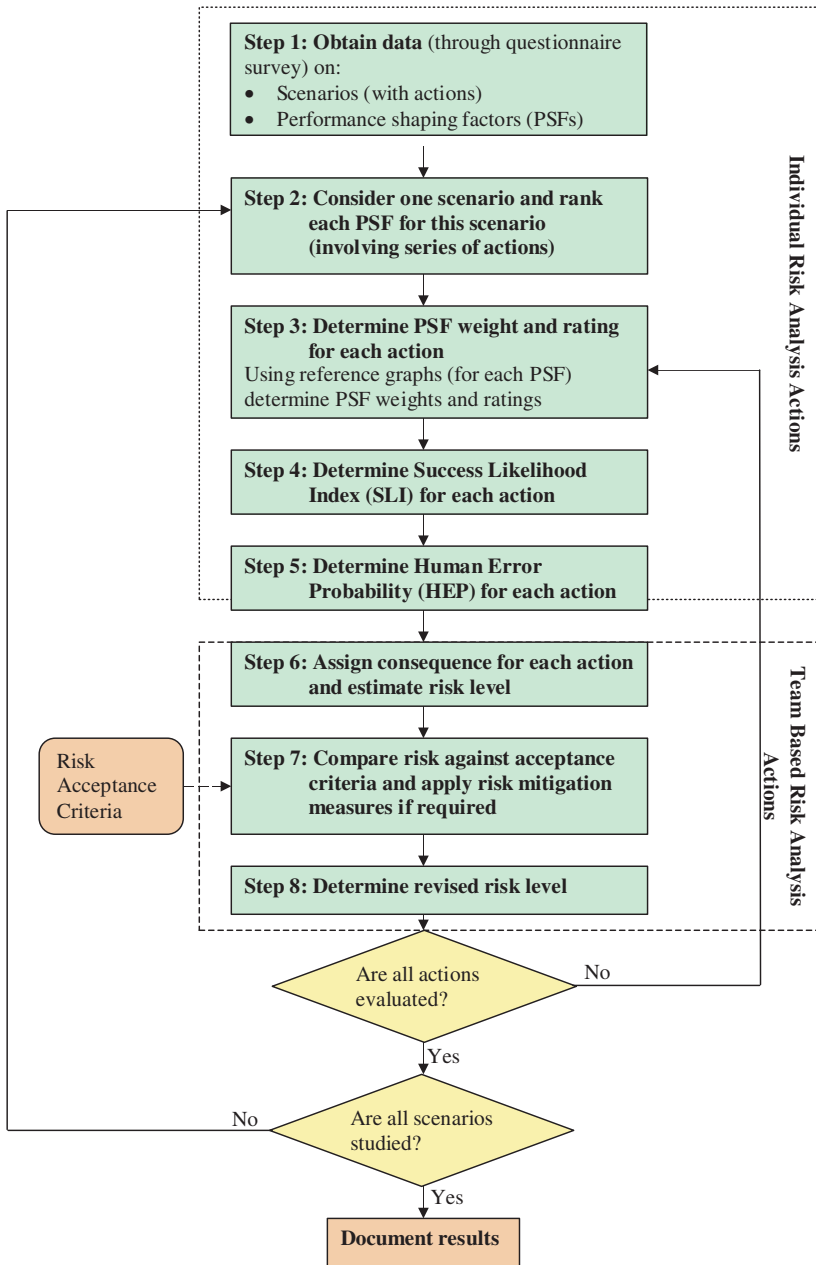 Step 1: Obtain data (through questionnaire
survey) on:
• Scenarios (with actions)
• Performance shaping factors (PSFs)
Step 2: Consider one scenario and rank
each PSF for this scenario
(involving series of actions)
Step 3: Determine PSF weight and rating
for each action
Using reference graphs (for each PSF)
determine PSF weights and ratings
Step 4: Determine Success Likelihood
Index (SLI) for each action
Step 5: Determine Human Error
Probability (HEP) for each action
Individual Risk Analysis Actions
Step 6: Assign consequence for each action
and estimate risk level
Risk
Acceptance
Criteria
Step 7: Compare risk against acceptance
criteria and apply risk mitigation
measures if required
Step 8: Determine revised risk level
Team Based Risk Analysis
Actions
Are all actions
evaluated?
No
Yes
No
Are all scenarios
studied?
Yes
Document results